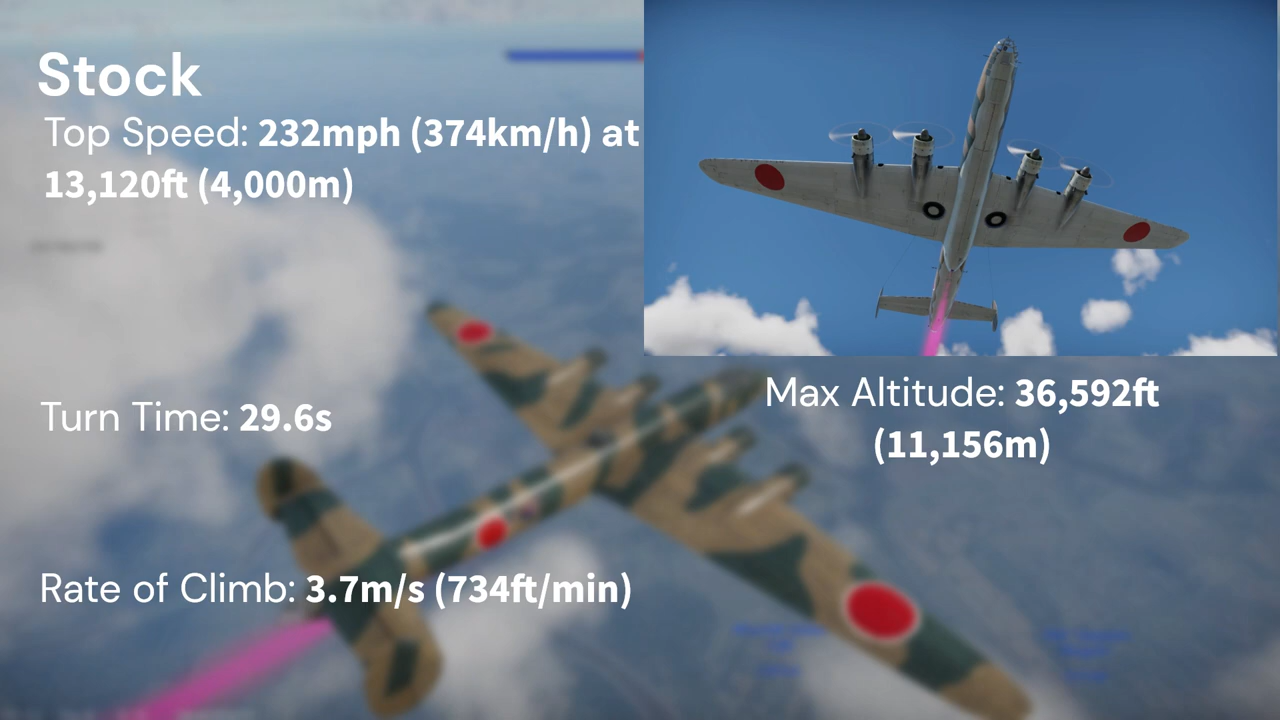 Stock
Top Speed: 232mph (374km/h) at
13,120ft (4,000m)
Turn Time: 29.6s
Rate of Climb: 3.7m/s (734ft/min)
Max Altitude: 36,592ft
(11,156m)